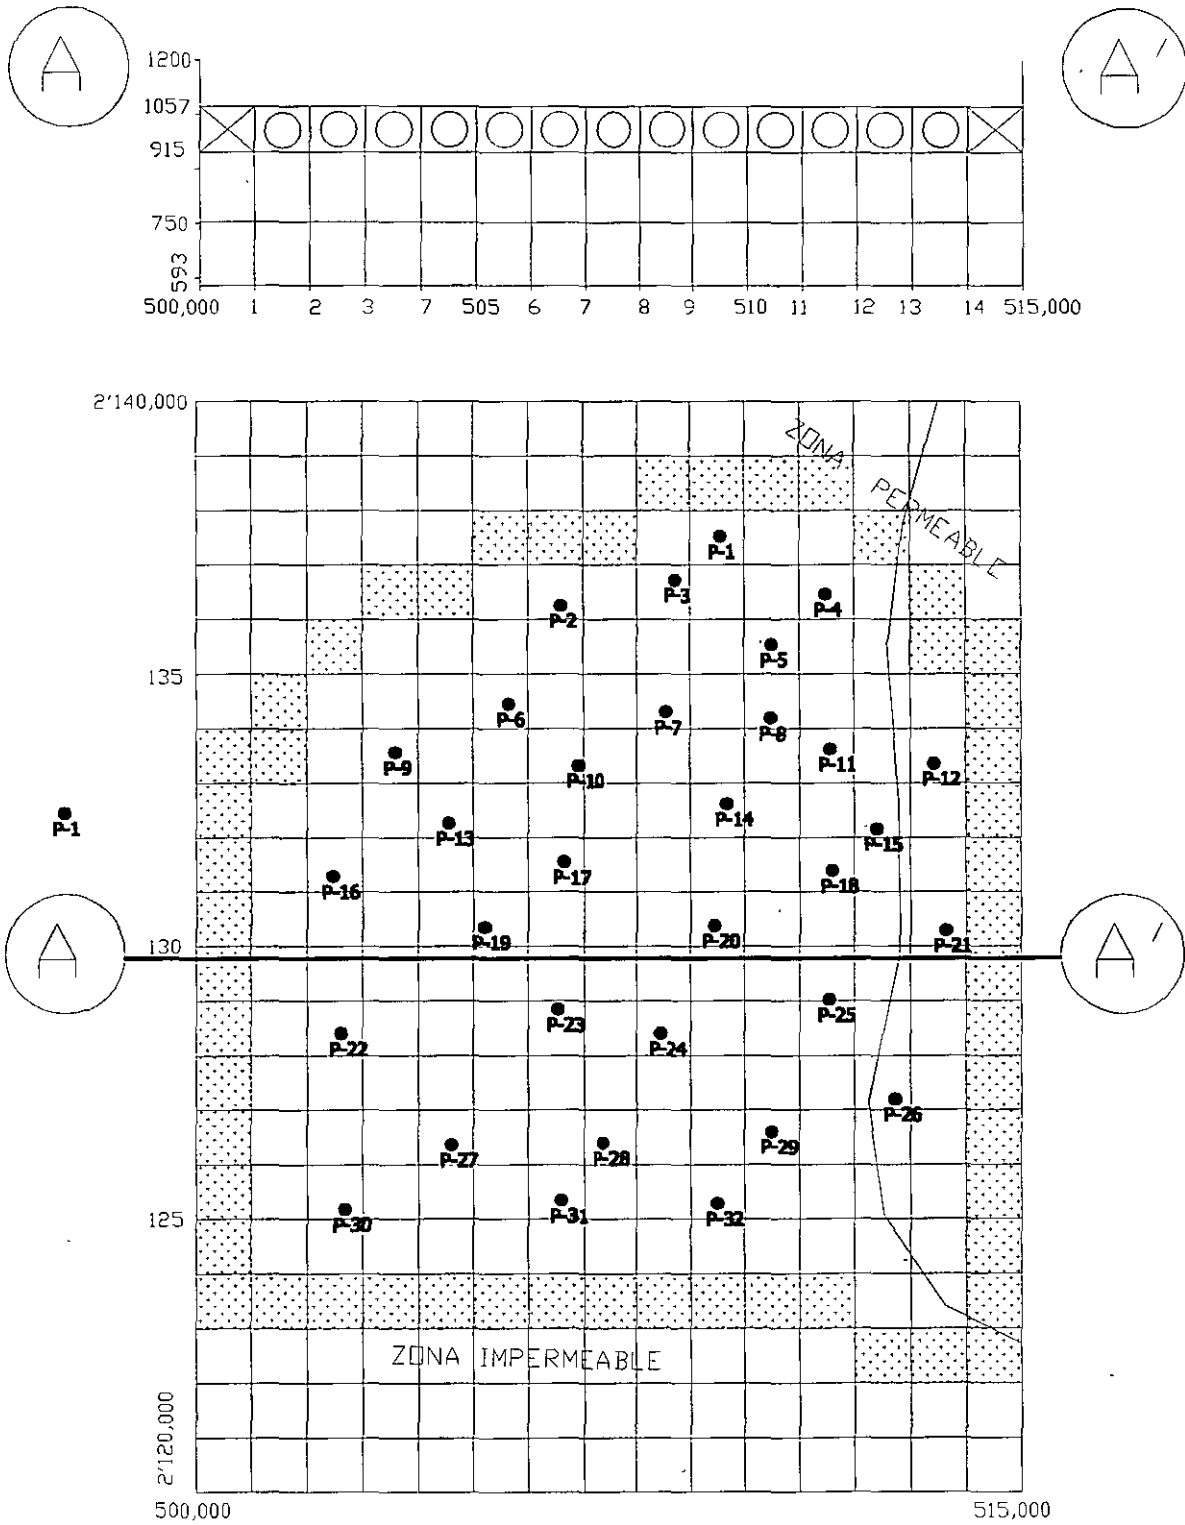 A
A´
1200
1057
915
750
593
500,000 1 2 3 7 505 6 7 8 9 510 11 12 13 14 515,000
2'140,000
ZONA
PERMEABLE
P-1
P-3
P-4
P-2
P-5
135
P-6
P-7
P-8
P-11
P-9
P-10
P-12
P-1
P-14
P-13
P-15
P-17
P-18
P-16
130
P-19
P-20
P-21
A
A´
P-25
P-23
P-22
P-24
P-26
P-29
P-27
P-28
125
P-30
P-31
P-32
ZONA IMPERMEABLE
2'120,000
500,000
515,000